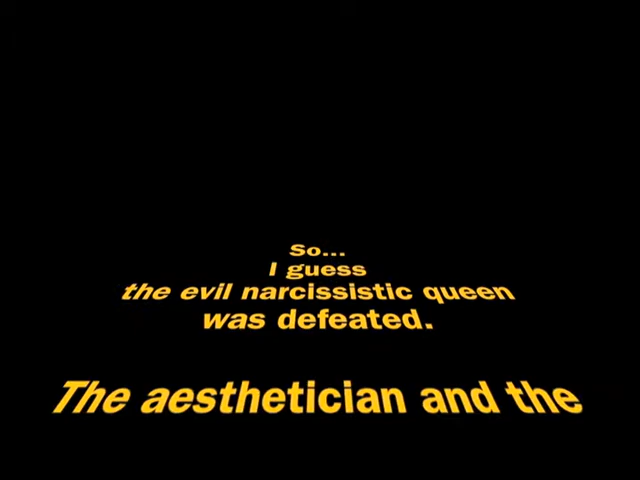 So...
I guess
the evil narcissistic queen
was defeated.
The aesthetician and the